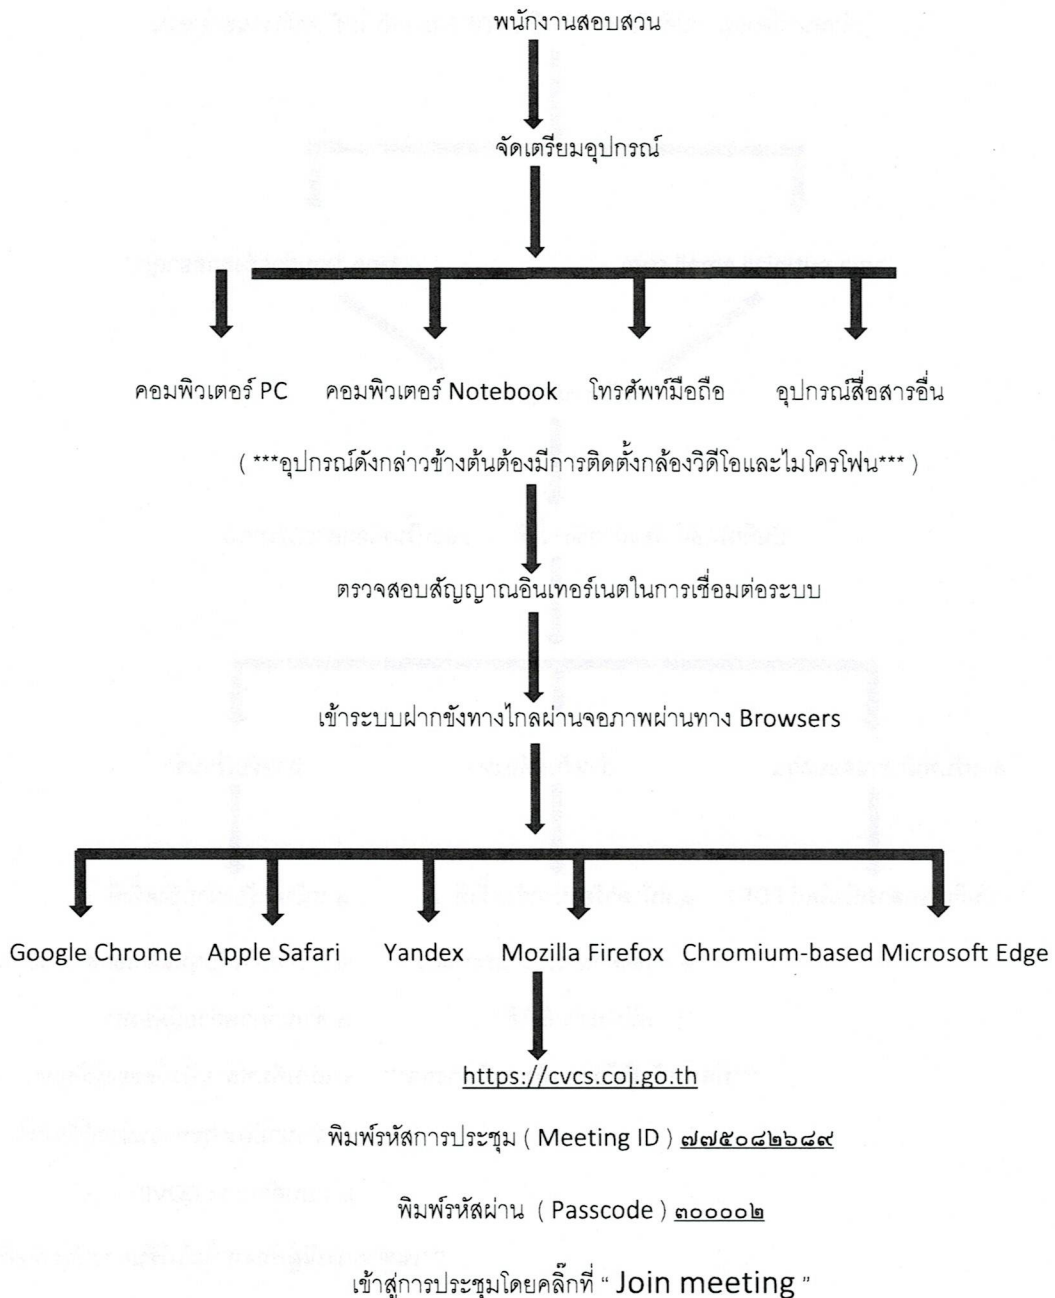 พนักงานสอบสวน
จัดเตรียมอุปกรณ์
คอมพิวเตอร์ PC คอมพิวเตอร์ Notebook โทรศัพท์มือถือ อุปกรณ์สื่อสารอื่น
( ***อุปกรณ์ดังกล่าวข้างต้นต้องมีการติดตั้งกล้องวิดีโอและไมโครโฟน*** )
ตรวจสอบสัญญาณอินเทอร์เนตในการเชื่อมต่อระบบ
เข้าระบบฝากขังทางไกลผ่านจอภาพผ่านทาง Browsers
Google Chrome Apple Safari Yandex Mozilla Firefox Chromium-based Microsoft Edge
https://cvcs.coj.go.th
พิมพ์รหัสการประชุม ( Meeting ID ) ๗๗๕๐๘๒๖๘๙
พิมพ์รหัสผ่าน ( Passcode ) ๓๐๐๐๐๒
เข้าสู่การประชุมโดยคลิ๊กที่ “ Join meeting ”